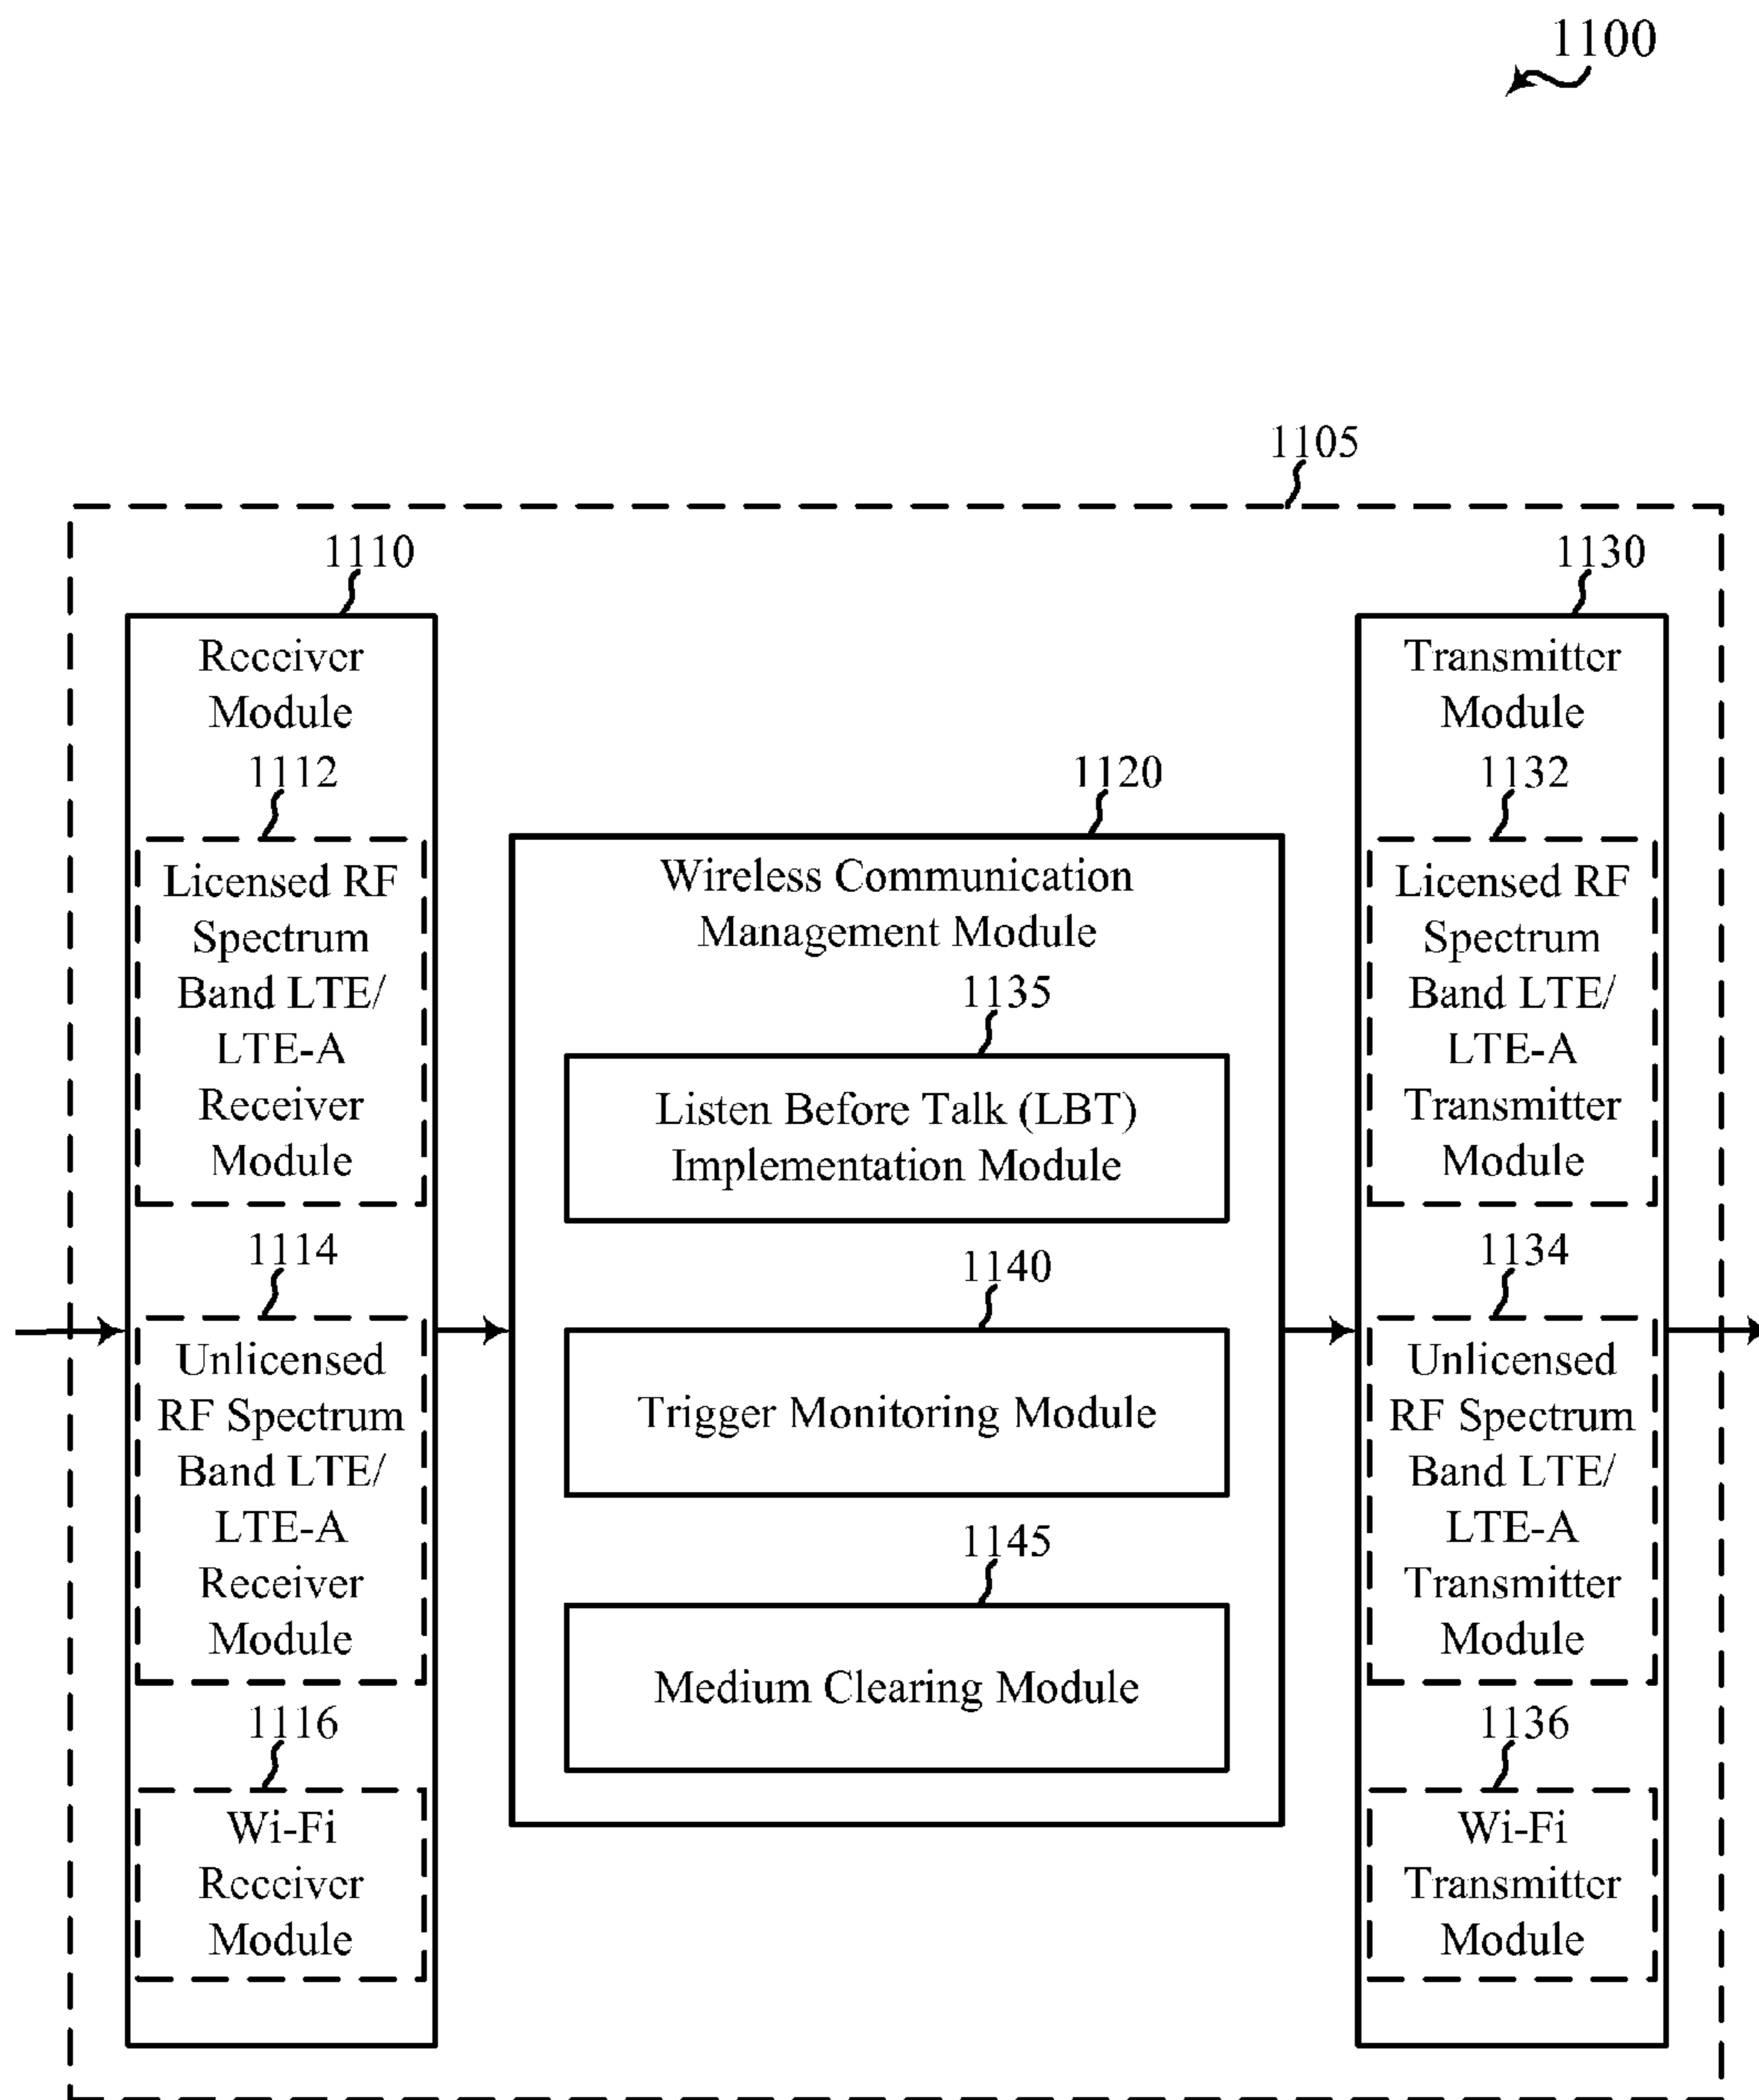 1100
1105
1110
Receiver
Module
1112
Licensed RF
Spectrum
Band LTE/
LTE-A
Receiver
Module
1114
Unlicensed
RF Spectrum
Band LTE/
LTE-A
Receiver
Module
1116
Wi-Fi
Receiver
Module
1120
Wireless Communication
Management Module
1135
Listen Before Talk (LBT)
Implementation Module
1140
Trigger Monitoring Module
1145
Medium Clearing Module
1130
Transmitter
Module
1132
Licensed RF
Spectrum
Band LTE/
LTE-A
Transmitter
Module
1134
Unlicensed
RF Spectrum
Band LTE/
LTE-A
Transmitter
Module
1136
Wi-Fi
Transmitter
Module